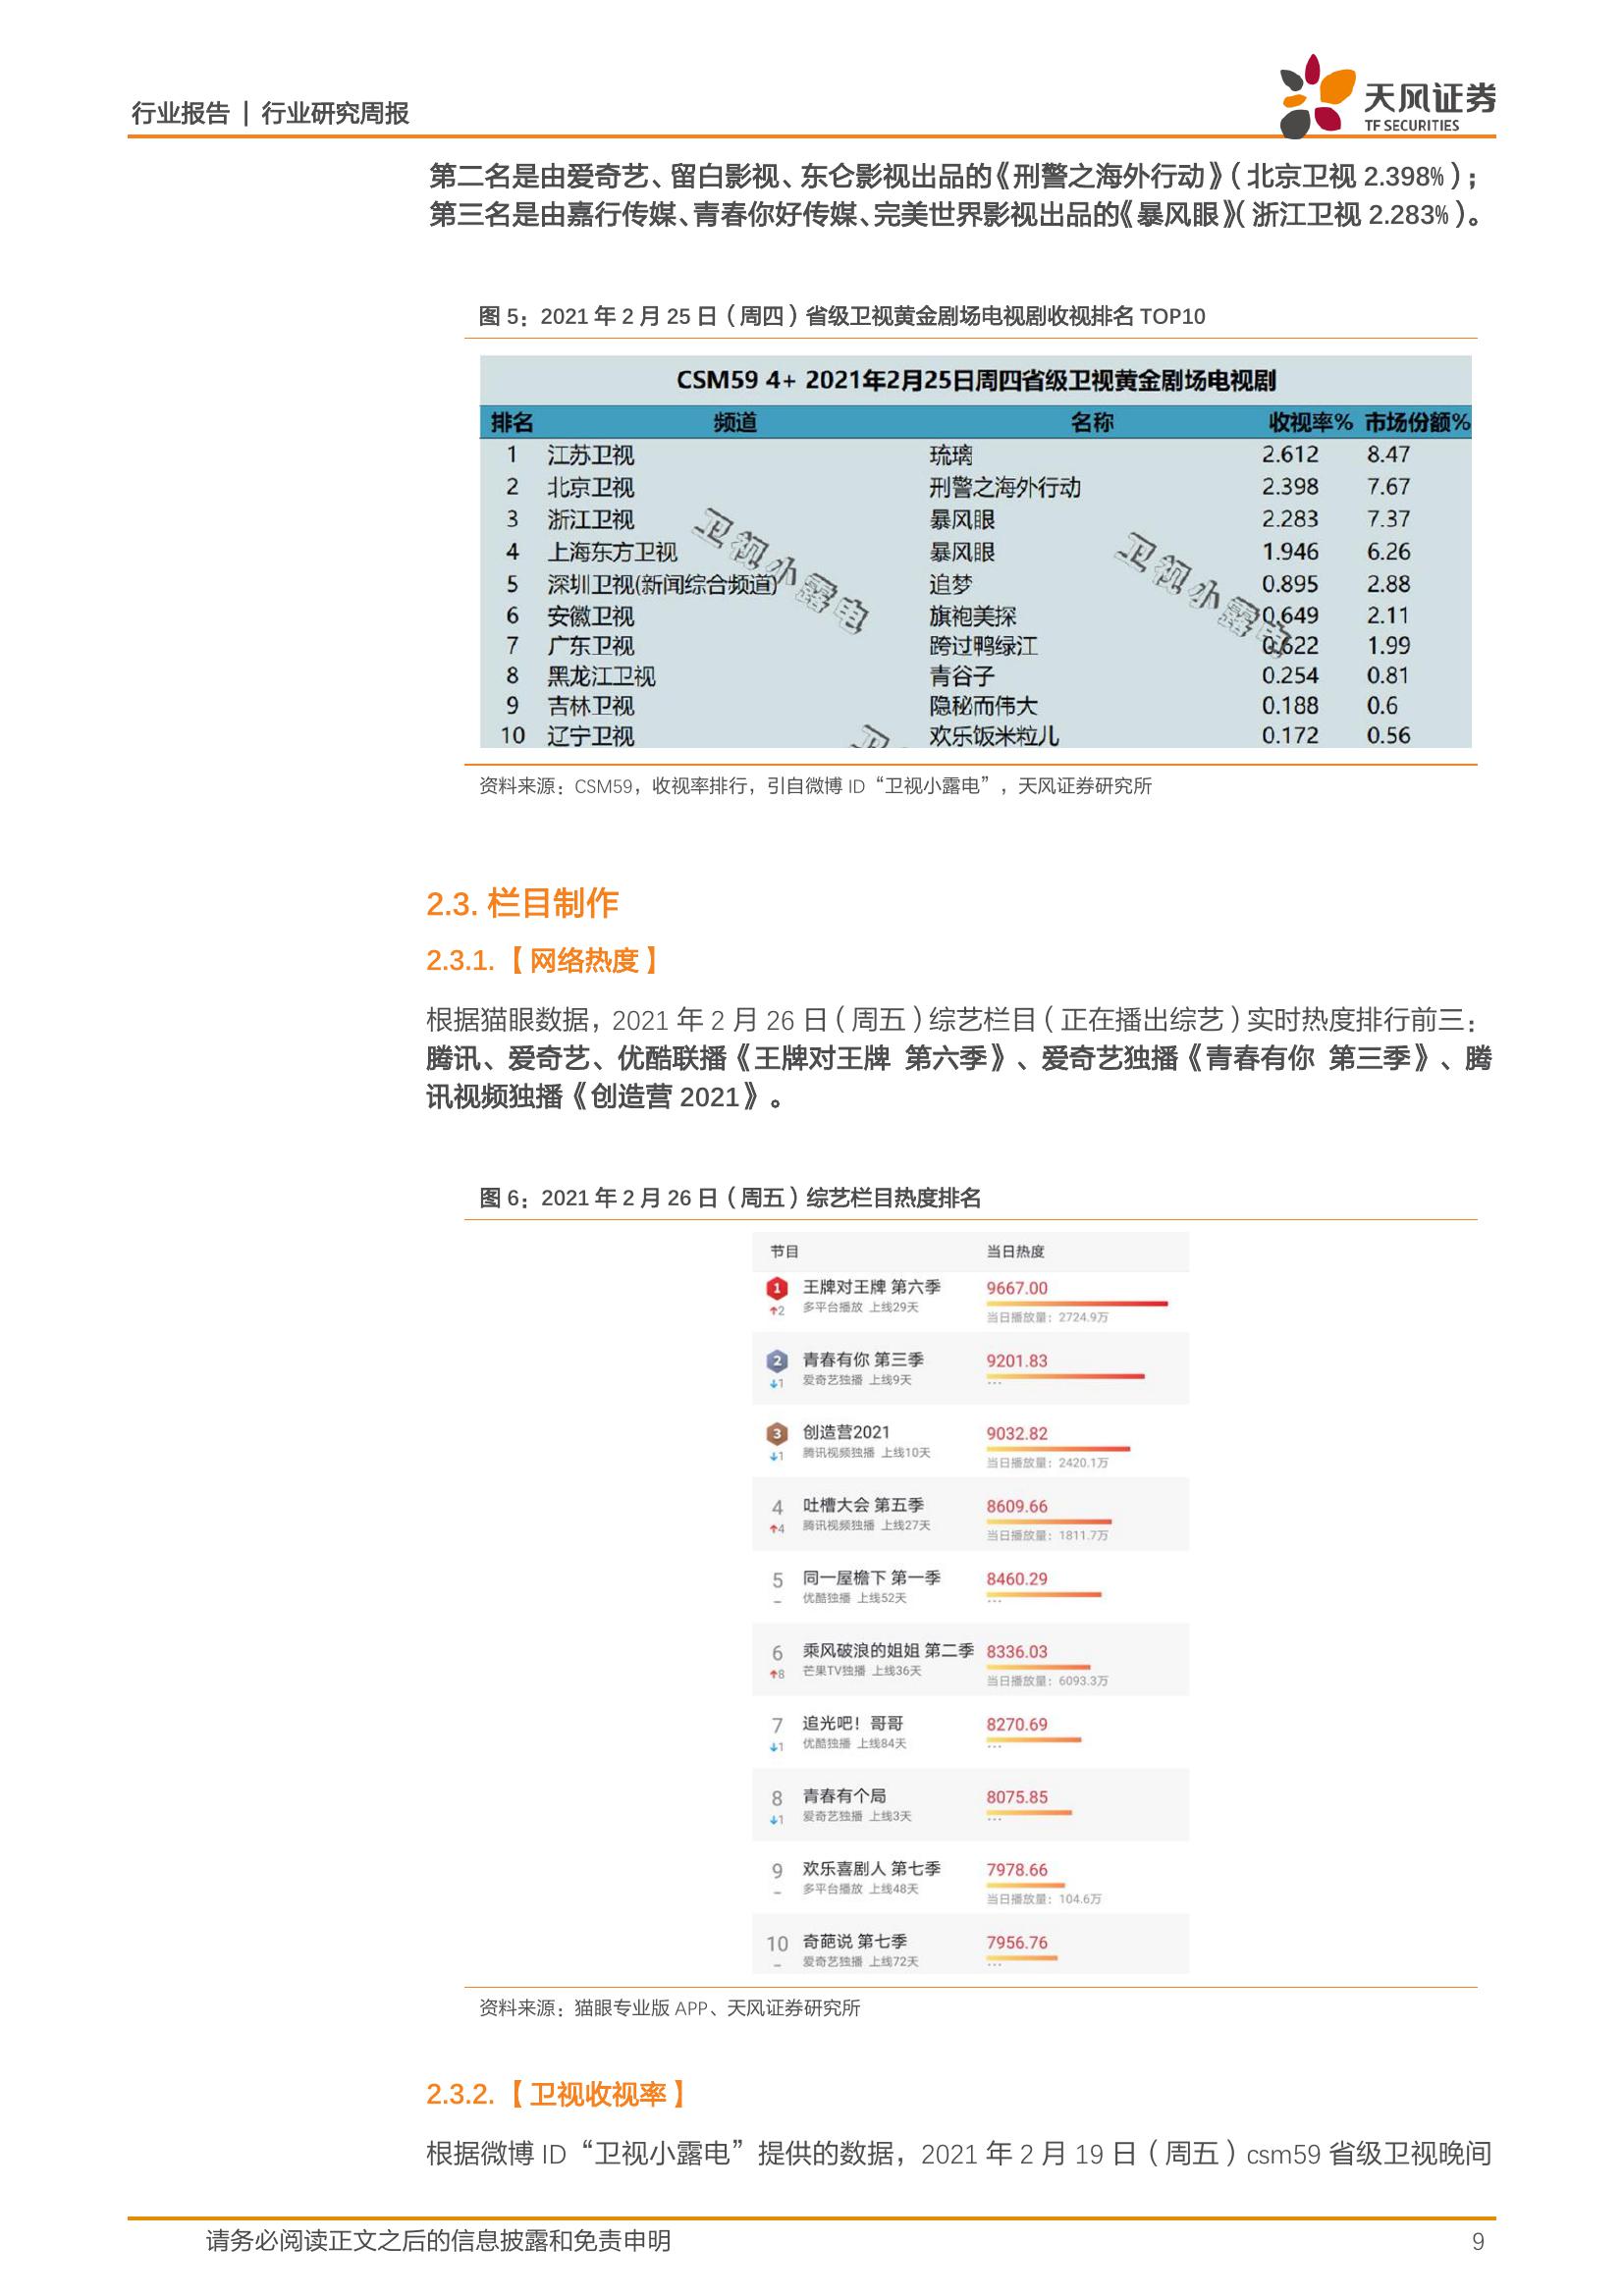 行业报告 | 行业研究周报
天风证券
TF SECURITIES
第二名是由爱奇艺、留白影视、东仑影视出品的《刑警之海外行动》（北京卫视 2.398%）；
第三名是由嘉行传媒、青春你好传媒、完美世界影视出品的《暴风眼》（浙江卫视 2.283%）。
图 5：2021 年 2 月 25 日（周四）省级卫视黄金剧场电视剧收视排名 TOP10
CSM59 4+ 2021年2月25日周四省级卫视黄金剧场电视剧
排名 频道 名称 收视率% 市场份额%
1 江苏卫视 琉璃 2.612 8.47
2 北京卫视 刑警之海外行动 2.398 7.67
3 浙江卫视 暴风眼 2.283 7.37
4 上海东方卫视 暴风眼 1.946 6.26
5 深圳卫视(新闻综合频道) 追梦 0.895 2.88
6 安徽卫视 旗袍美探 0.649 2.11
7 广东卫视 跨过鸭绿江 0.622 1.99
8 黑龙江卫视 青谷子 0.254 0.81
9 吉林卫视 隐秘而伟大 0.188 0.6
10 辽宁卫视 欢乐饭米粒儿 0.172 0.56
卫视小露电
卫视小露电
资料来源：CSM59，收视率排行，引自微博 ID“卫视小露电”，天风证券研究所
2.3. 栏目制作
2.3.1.【网络热度】
根据猫眼数据，2021 年 2 月 26 日（周五）综艺栏目（正在播出综艺）实时热度排行前三：
腾讯、爱奇艺、优酷联播《王牌对王牌 第六季》、爱奇艺独播《青春有你 第三季》、腾
讯视频独播《创造营 2021》。
图 6：2021 年 2 月 26 日（周五）综艺栏目热度排名
节目 当日热度
1 王牌对王牌 第六季 9667.00
↑2 多平台播放 上线29天 当日播放量：2724.9万
2 青春有你 第三季 9201.83
↓1 爱奇艺独播 上线9天 ...
3 创造营2021 9032.82
↓1 腾讯视频独播 上线10天 当日播放量：2420.1万
4 吐槽大会 第五季 8609.66
↑4 腾讯视频独播 上线27天 当日播放量：1811.7万
5 同一屋檐下 第一季 8460.29
– 优酷独播 上线52天 ...
6 乘风破浪的姐姐 第二季 8336.03
↑8 芒果TV独播 上线36天 当日播放量：6093.3万
7 追光吧！哥哥 8270.69
↓1 优酷独播 上线84天 ...
8 青春有个局 8075.85
↓1 爱奇艺独播 上线3天 ...
9 欢乐喜剧人 第七季 7978.66
– 多平台播放 上线48天 当日播放量：104.6万
10 奇葩说 第七季 7956.76
– 爱奇艺独播 上线72天 ...
资料来源：猫眼专业版 APP、天风证券研究所
2.3.2.【卫视收视率】
根据微博 ID“卫视小露电”提供的数据，2021 年 2 月 19 日（周五）csm59 省级卫视晚间
请务必阅读正文之后的信息披露和免责申明 9